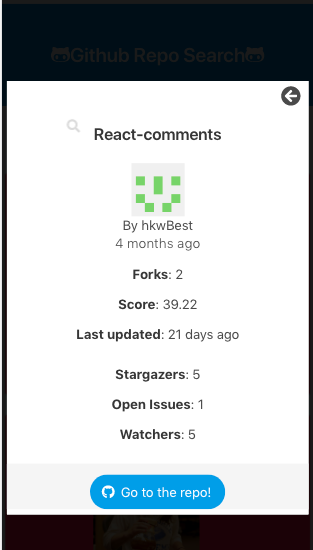 Github Repo Search
React-comments
By hkwBest
4 months ago
Forks: 2
Score: 39.22
Last updated: 21 days ago
Stargazers: 5
Open Issues: 1
Watchers: 5
Go to the repo!